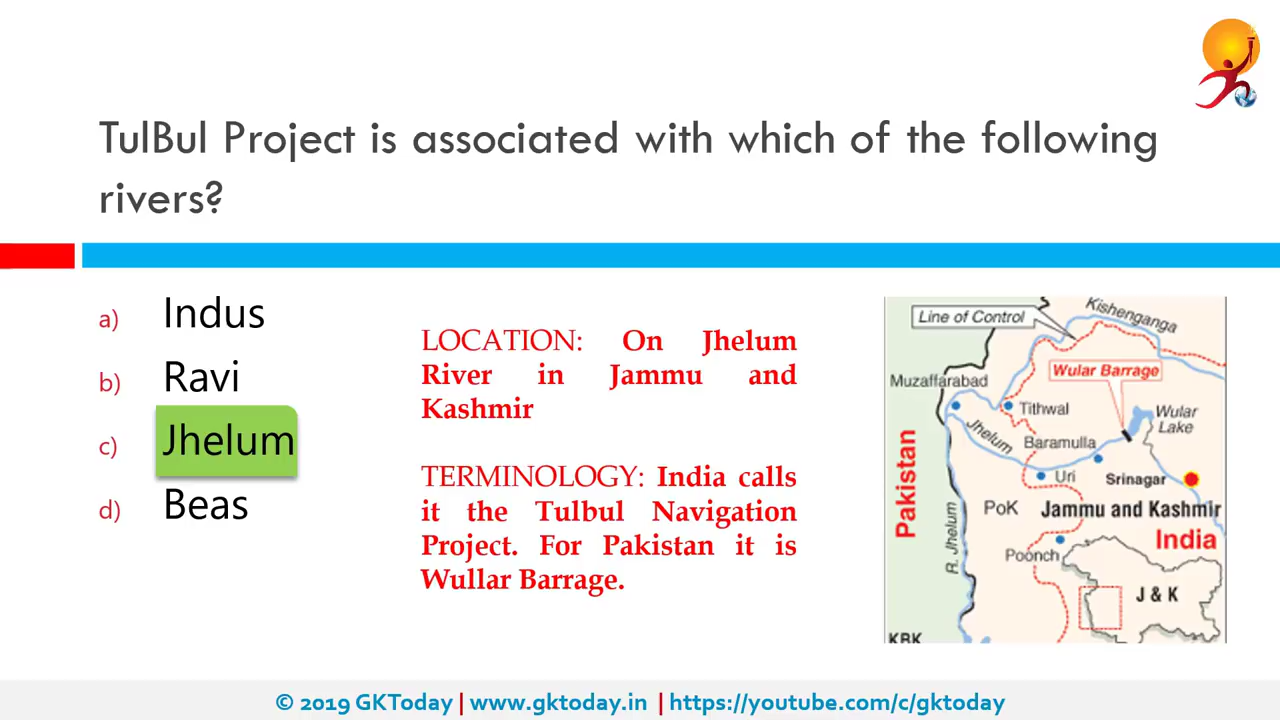 TulBul Project is associated with which of the following
rivers?
a) Indus
b) Ravi
c) Jhelum
d) Beas
LOCATION: On Jhelum
River in Jammu and
Kashmir
TERMINOLOGY: India calls
it the Tulbul Navigation
Project. For Pakistan it is
Wullar Barrage.
Line of Control
Kishenganga
Muzaffarabad
Wular Barrage
Tithwal
Wular
Lake
Jhelum
Baramulla
Uri
Srinagar
Pakistan
PoK
Jammu and Kashmir
India
R. Jhelum
Poonch
J & K
KBK
© 2019 GKToday | www.gktoday.in | https://youtube.com/c/gktoday